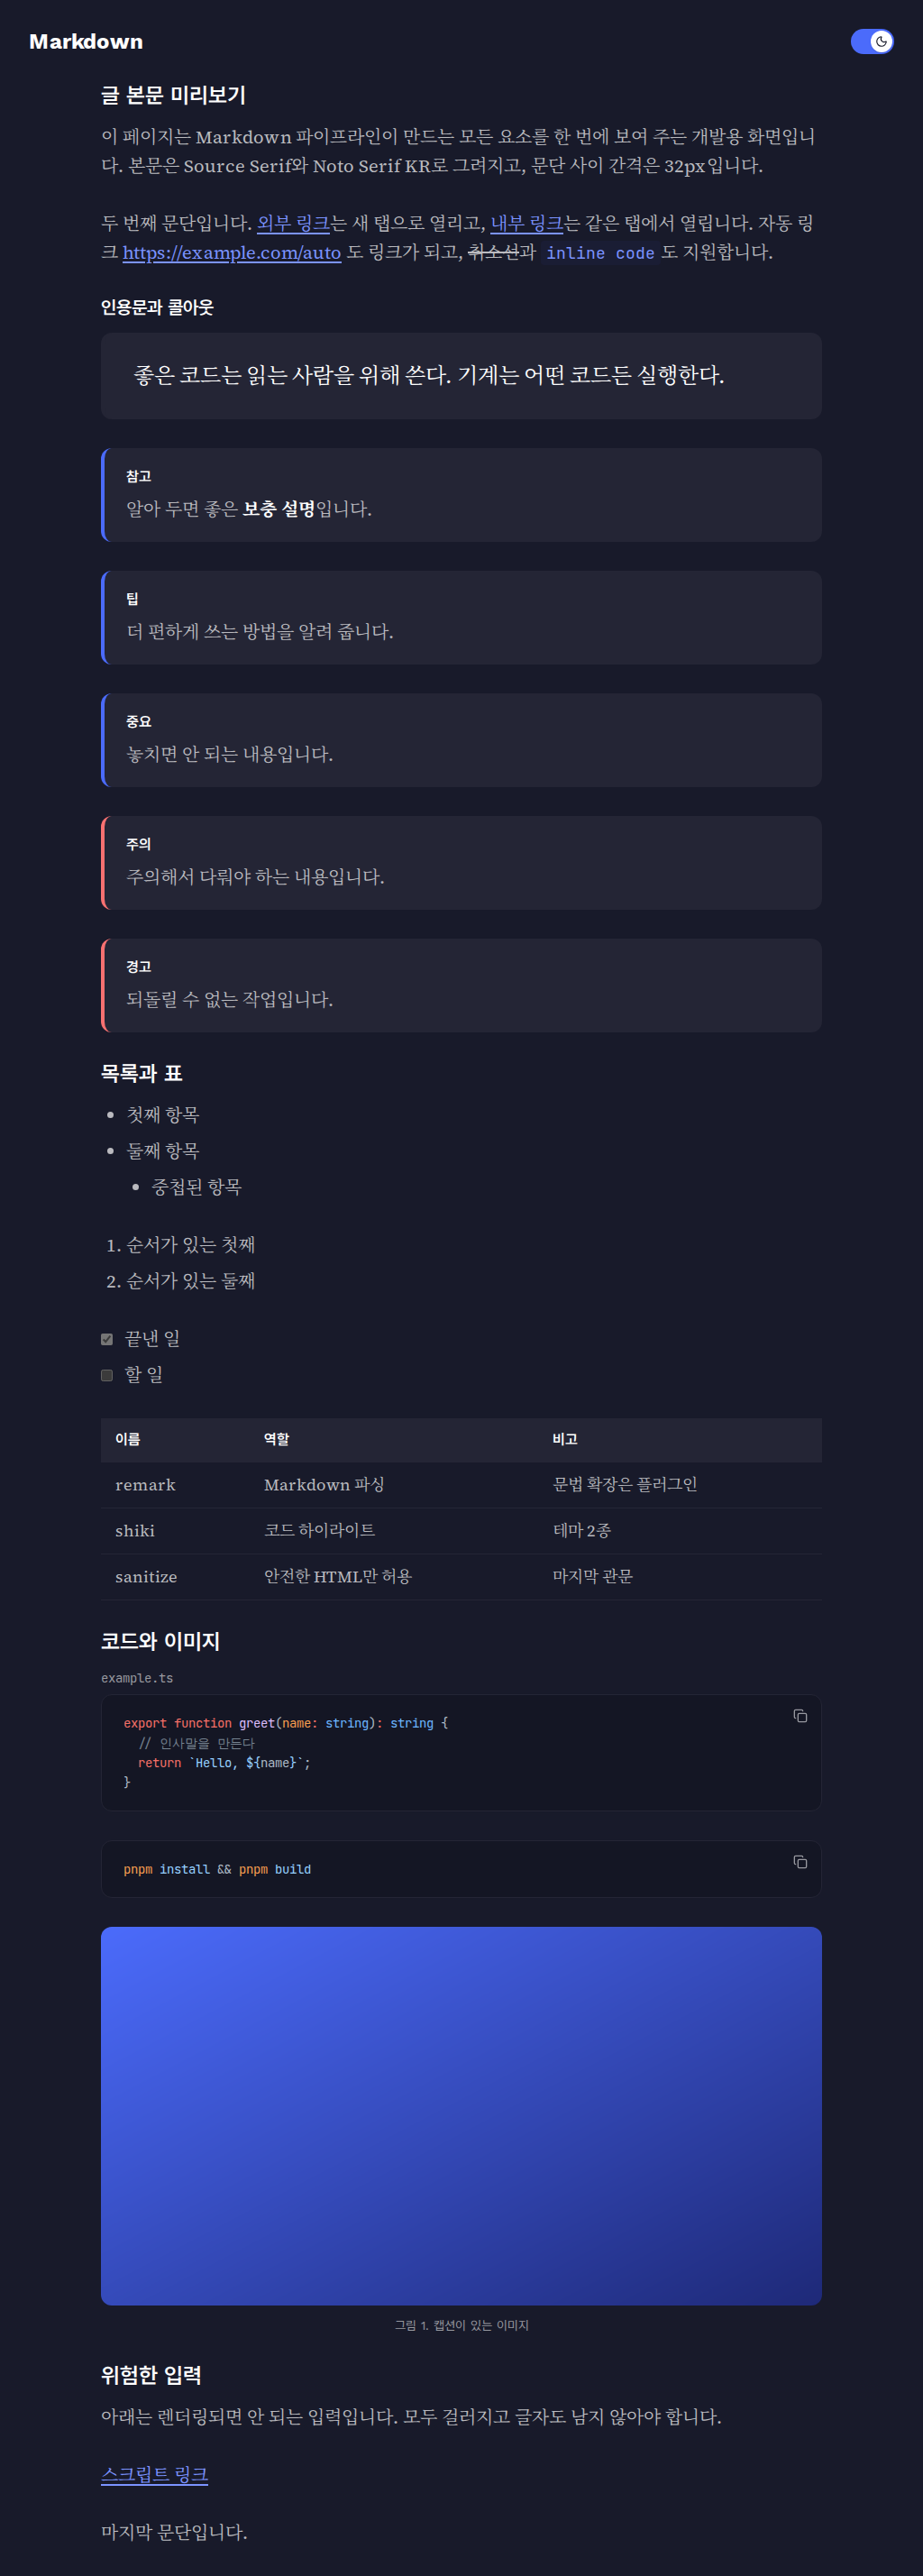 Markdown
글 본문 미리보기
이 페이지는 Markdown 파이프라인이 만드는 모든 요소를 한 번에 보여 주는 개발용 화면입니
다. 본문은 Source Serif와 Noto Serif KR로 그려지고, 문단 사이 간격은 32px입니다.
두 번째 문단입니다. 외부 링크는 새 탭으로 열리고, 내부 링크는 같은 탭에서 열립니다. 자동 링
크 https://example.com/auto 도 링크가 되고, 취소선과 inline code 도 지원합니다.
인용문과 콜아웃
좋은 코드는 읽는 사람을 위해 쓴다. 기계는 어떤 코드든 실행한다.
참고
알아 두면 좋은 보충 설명입니다.
팁
더 편하게 쓰는 방법을 알려 줍니다.
중요
놓치면 안 되는 내용입니다.
주의
주의해서 다뤄야 하는 내용입니다.
경고
되돌릴 수 없는 작업입니다.
목록과 표
첫째 항목
둘째 항목
중첩된 항목
1. 순서가 있는 첫째
2. 순서가 있는 둘째
끝낸 일
할 일
이름 역할 비고
remark Markdown 파싱 문법 확장은 플러그인
shiki 코드 하이라이트 테마 2종
sanitize 안전한 HTML만 허용 마지막 관문
코드와 이미지
example.ts
export function greet(name: string): string {
// 인사말을 만든다
return `Hello, ${name}`;
}
pnpm install && pnpm build
그림 1. 캡션이 있는 이미지
위험한 입력
아래는 렌더링되면 안 되는 입력입니다. 모두 걸러지고 글자도 남지 않아야 합니다.
스크립트 링크
마지막 문단입니다.